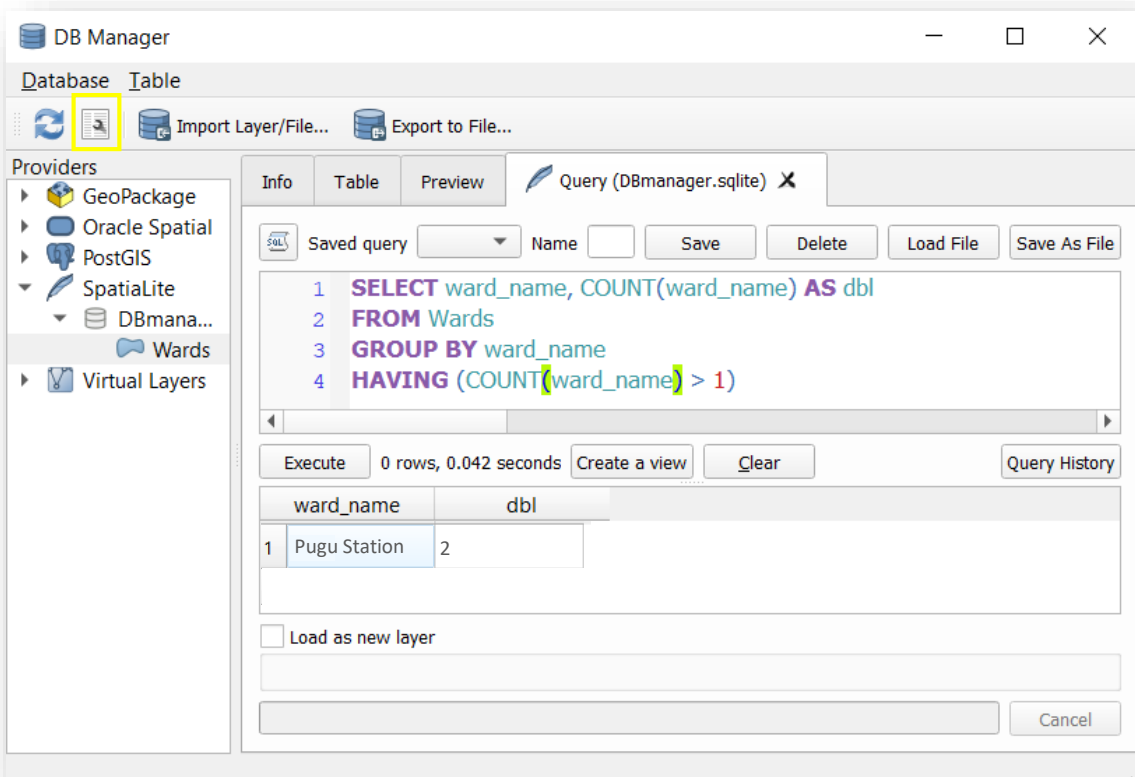 DB Manager
Database Table
Import Layer/File... Export to File...
Providers
GeoPackage
Oracle Spatial
PostGIS
SpatiaLite
DBmana...
Wards
Virtual Layers
Info Table Preview Query (DBmanager.sqlite) X
SQL Saved query Name Save Delete Load File Save As File
1 SELECT ward_name, COUNT(ward_name) AS dbl
2 FROM Wards
3 GROUP BY ward_name
4 HAVING (COUNT(ward_name) > 1)
Execute 0 rows, 0.042 seconds Create a view Clear Query History
ward_name dbl
1 Pugu Station 2
Load as new layer
Cancel